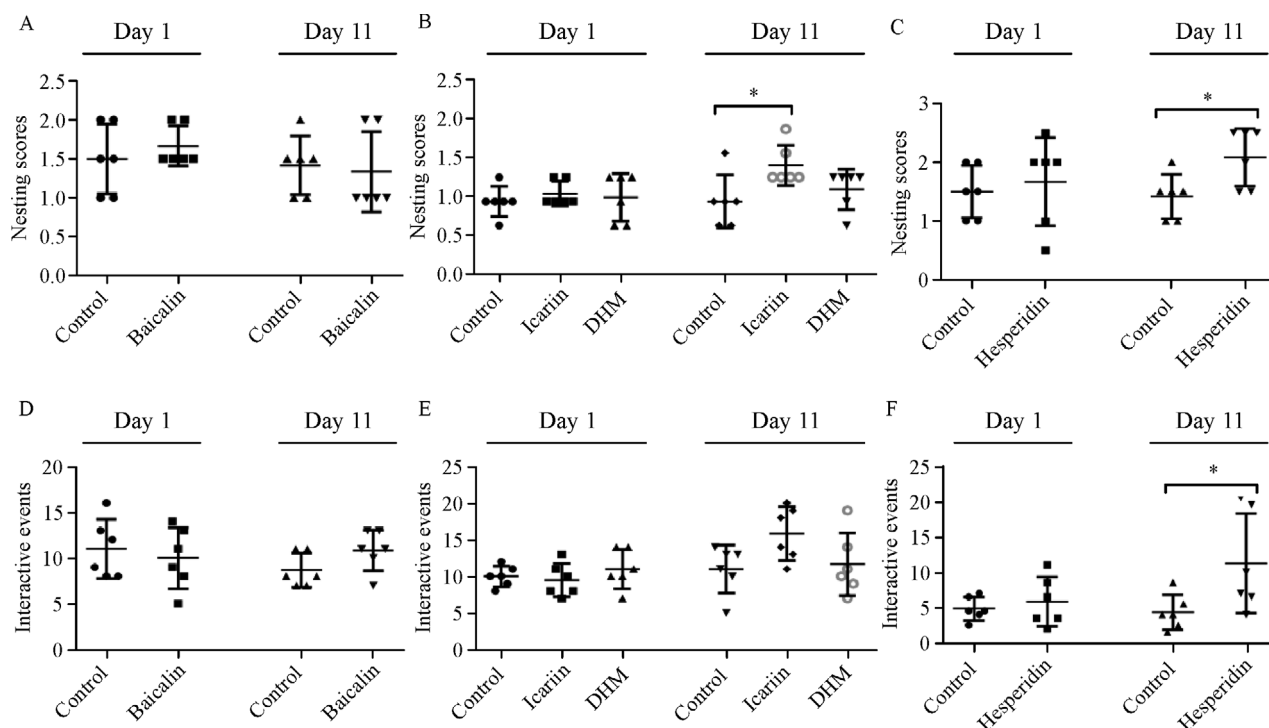 A
Day 1
Day 11
Nesting scores
2.5
2.0
1.5
1.0
0.5
0.0
Control
Baicalin
Control
Baicalin
B
Day 1
Day 11
Nesting scores
2.5
2.0
1.5
1.0
0.5
0.0
*
Control
Icariin
DHM
Control
Icariin
DHM
C
Day 1
Day 11
Nesting scores
3
2
1
0
*
Control
Hesperidin
Control
Hesperidin
D
Day 1
Day 11
Interactive events
20
15
10
5
0
Control
Baicalin
Control
Baicalin
E
Day 1
Day 11
Interactive events
25
20
15
10
5
0
Control
Icariin
DHM
Control
Icariin
DHM
F
Day 1
Day 11
Interactive events
25
20
15
10
5
0
*
Control
Hesperidin
Control
Hesperidin